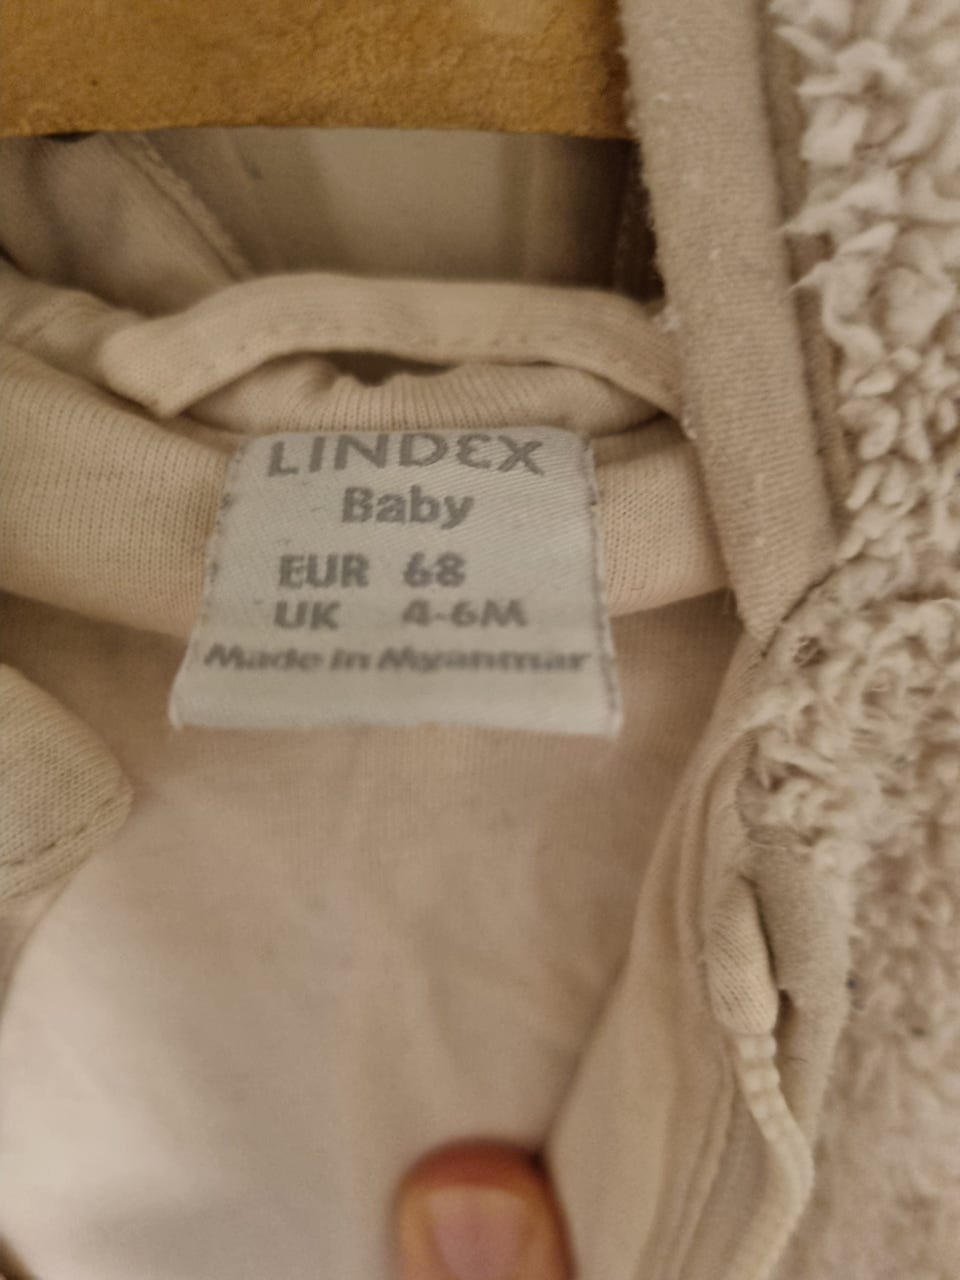 LINDEX
Baby
EUR 68
UK 4-6M
Made in Myanmar